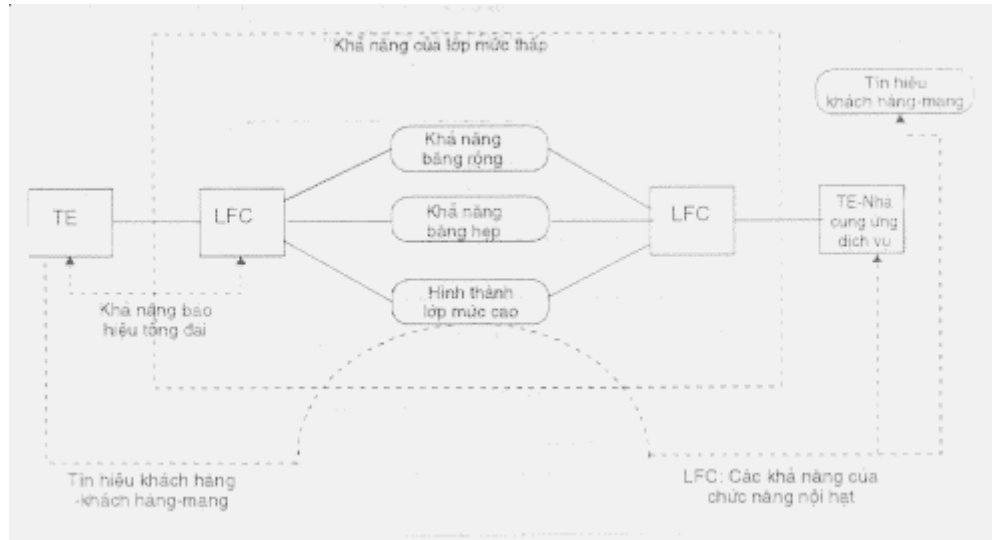 Khả năng của lớp mức thấp
Tín hiệu
khách hàng-mang
Khả năng
băng rộng
TE
LFC
Khả năng
băng hẹp
LFC
TE-Nhà
cung ứng
dịch vụ
Hình thành
lớp mức cao
Khả năng báo
hiệu tổng đài
Tín hiệu khách hàng
-khách hàng-mạng
LFC: Các khả năng của
chức năng nội hạt